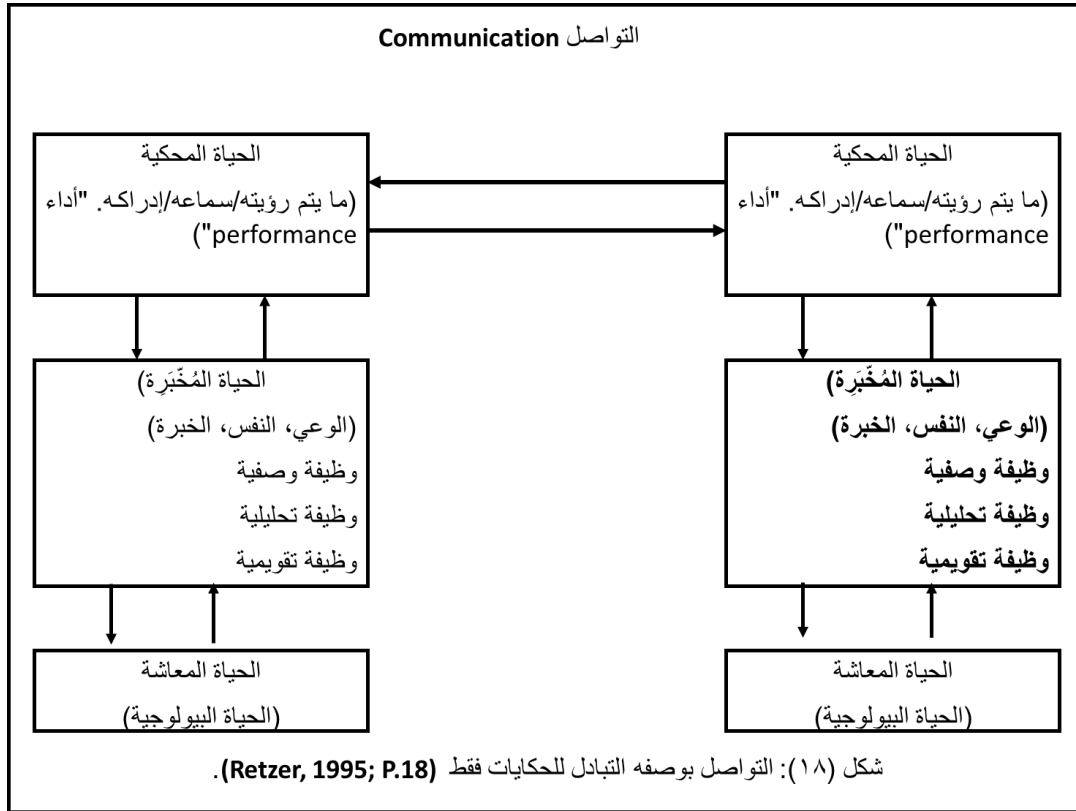 التواصل Communication
الحياة المحكية
(ما يتم رؤيته/سماعه/إدراكه. "أداء
performance")
الحياة المحكية
(ما يتم رؤيته/سماعه/إدراكه. "أداء
performance")
الحياة المُخّبَرِة)
(الوعي، النفس، الخبرة)
وظيفة وصفية
وظيفة تحليلية
وظيفة تقويمية
الحياة المُخّبَرِة)
(الوعي، النفس، الخبرة)
وظيفة وصفية
وظيفة تحليلية
وظيفة تقويمية
الحياة المعاشة
(الحياة البيولوجية)
الحياة المعاشة
(الحياة البيولوجية)
شكل (١٨): التواصل بوصفه التبادل للحكايات فقط (Retzer, 1995; P.18).